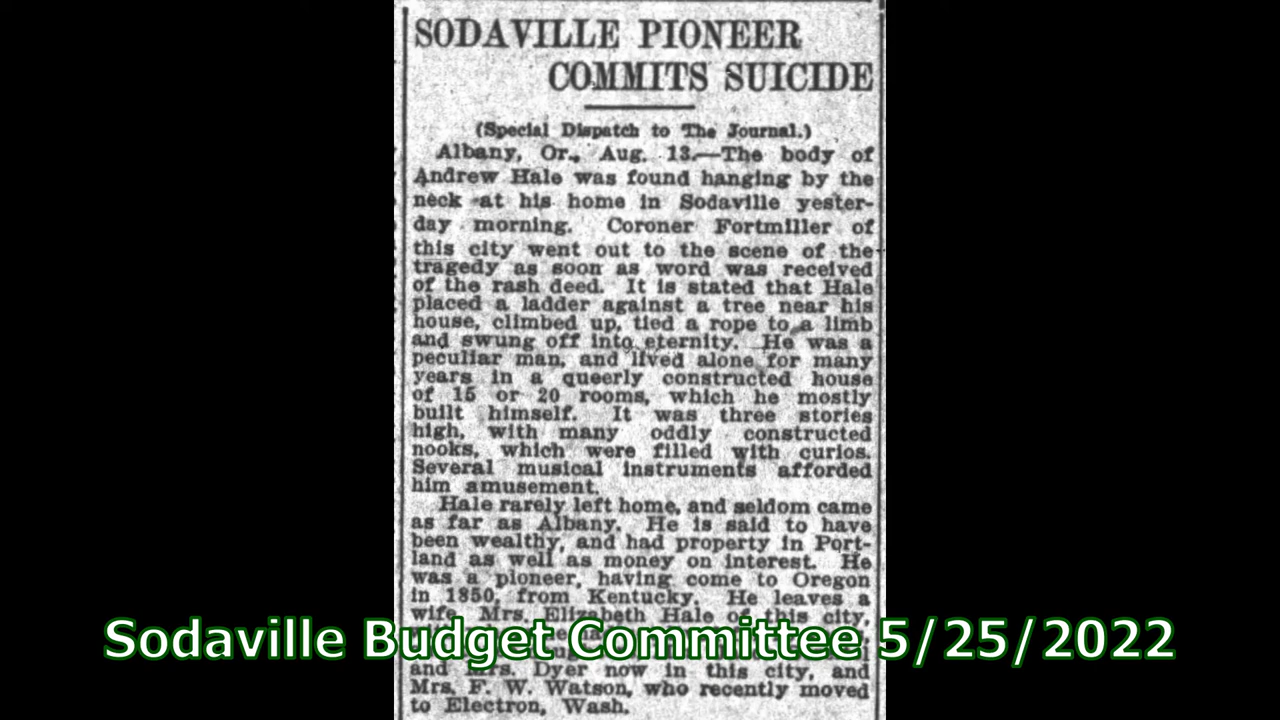 SODAVILLE PIONEER
COMMITS SUICIDE
(Special Dispatch to The Journal.)
Albany, Or., Aug. 13.—The body of
Andrew Hale was found hanging by the
neck at his home in Sodaville yester-
day morning. Coroner Fortmiller of
this city went out to the scene of the
tragedy as soon as word was received
of the rash deed. It is stated that Hale
placed a ladder against a tree near his
house, climbed up, tied a rope to a limb
and swung off into eternity. He was a
peculiar man, and lived alone for many
years in a queerly constructed house
of 15 or 20 rooms, which he mostly
built himself. It was three stories
high, with many oddly constructed
nooks, which were filled with curios.
Several musical instruments afforded
him amusement.
Hale rarely left home, and seldom came
as far as Albany. He is said to have
been wealthy, and had property in Port-
land as well as money on interest. He
was a pioneer, having come to Oregon
in 1850, from Kentucky. He leaves a
wife, Mrs. Elizabeth Hale of this city,
Sodaville Budget Committee 5/25/2022
and Mrs. Dyer now in this city, and
Mrs. F. W. Watson, who recently moved
to Electron, Wash.